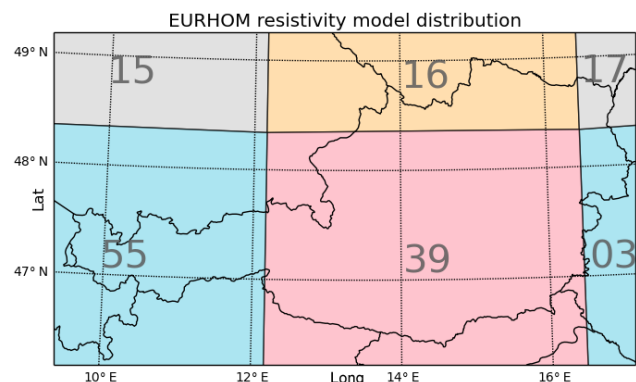 EURHOM resistivity model distribution
49° N
15
16
17
48° N
Lat
47° N
55
39
03
10° E
12° E
Long
14° E
16° E